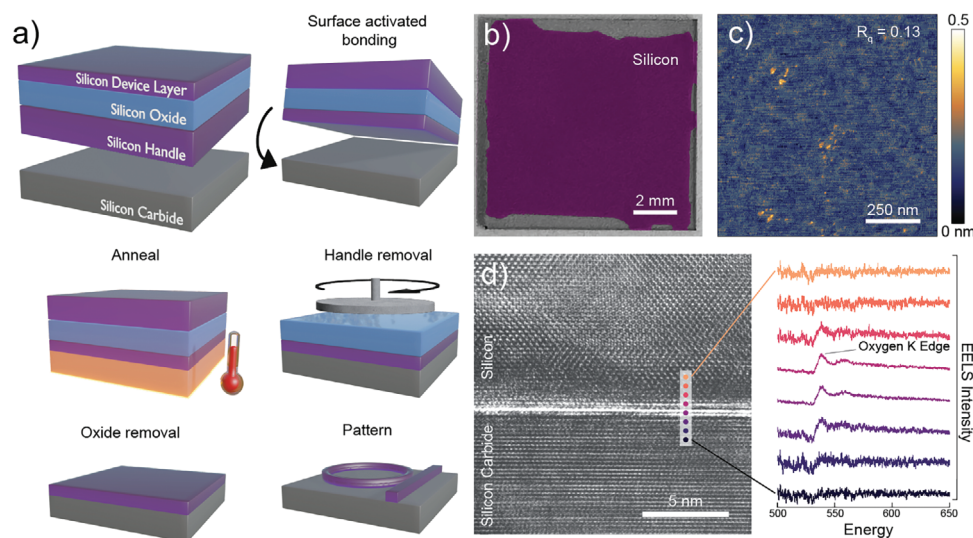 a)
Silicon Device Layer
Silicon Oxide
Silicon Handle
Silicon Carbide
Surface activated
bonding
Anneal
Handle removal
Oxide removal
Pattern
b)
Silicon
2 mm
c)
R_q = 0.13
250 nm
0.5
0 nm
d)
Silicon
Silicon Carbide
5 nm
Oxygen K Edge
EELS Intensity
500
550
600
650
Energy